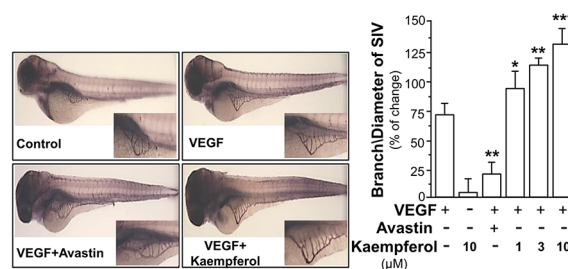 Control
VEGF
VEGF+Avastin
VEGF+
Kaempferol
Branch\Diameter of SIV
(% of change)
150
125
100
75
50
25
0
*
**
**
**
VEGF + - + + + +
Avastin - - + - - -
Kaempferol - 10 - 1 3 10
(μM)